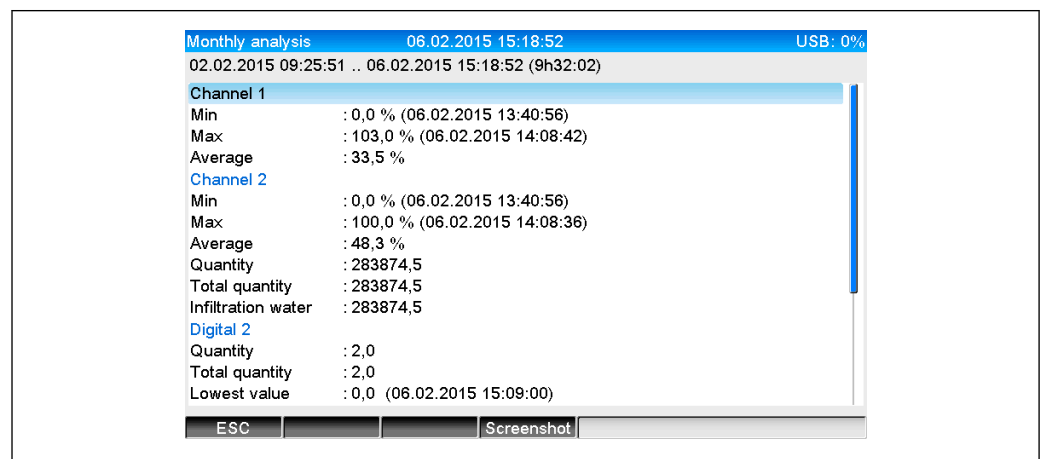 Monthly analysis 06.02.2015 15:18:52 USB: 0%
02.02.2015 09:25:51 .. 06.02.2015 15:18:52 (9h32:02)
Channel 1
Min : 0,0 % (06.02.2015 13:40:56)
Max : 103,0 % (06.02.2015 14:08:42)
Average : 33,5 %
Channel 2
Min : 0,0 % (06.02.2015 13:40:56)
Max : 100,0 % (06.02.2015 14:08:36)
Average : 48,3 %
Quantity : 283874,5
Total quantity : 283874,5
Infiltration water : 283874,5
Digital 2
Quantity : 2,0
Total quantity : 2,0
Lowest value : 0,0 (06.02.2015 15:09:00)
ESC Screenshot